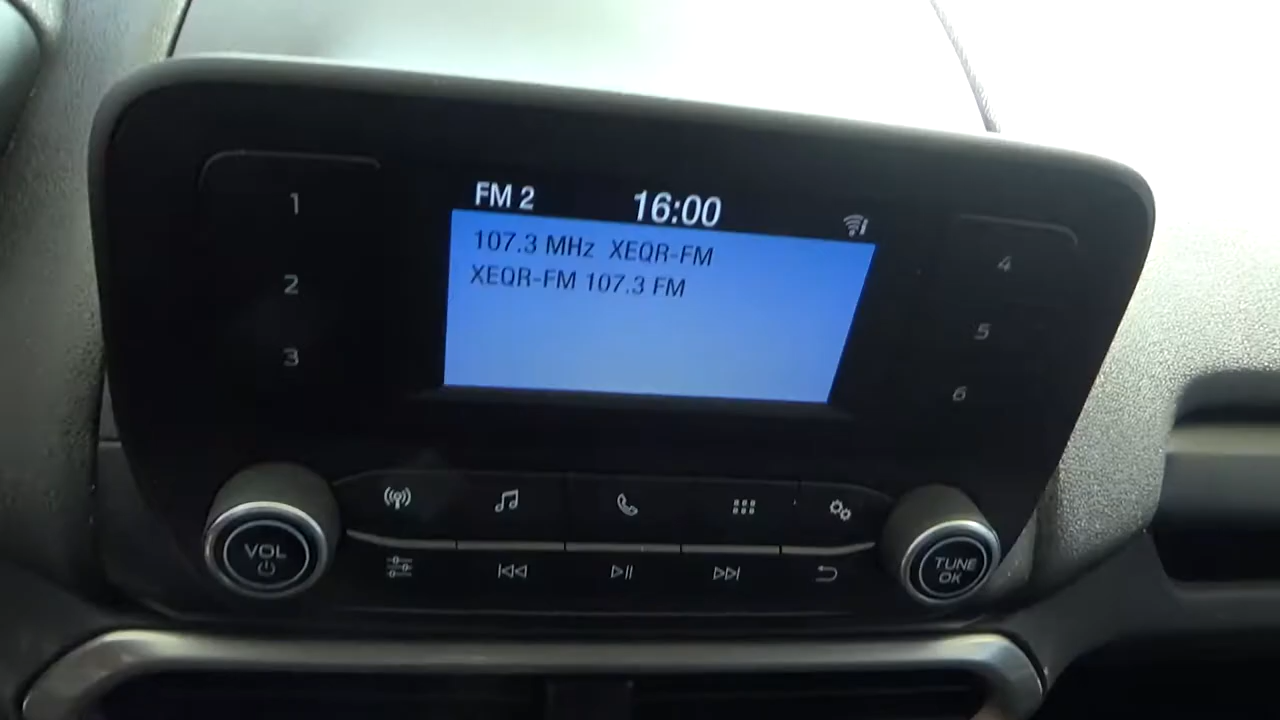 FM 2 16:00
107.3 MHz XEQR-FM
XEQR-FM 107.3 FM
1
2
3
4
5
6
VOL
TUNE
OK